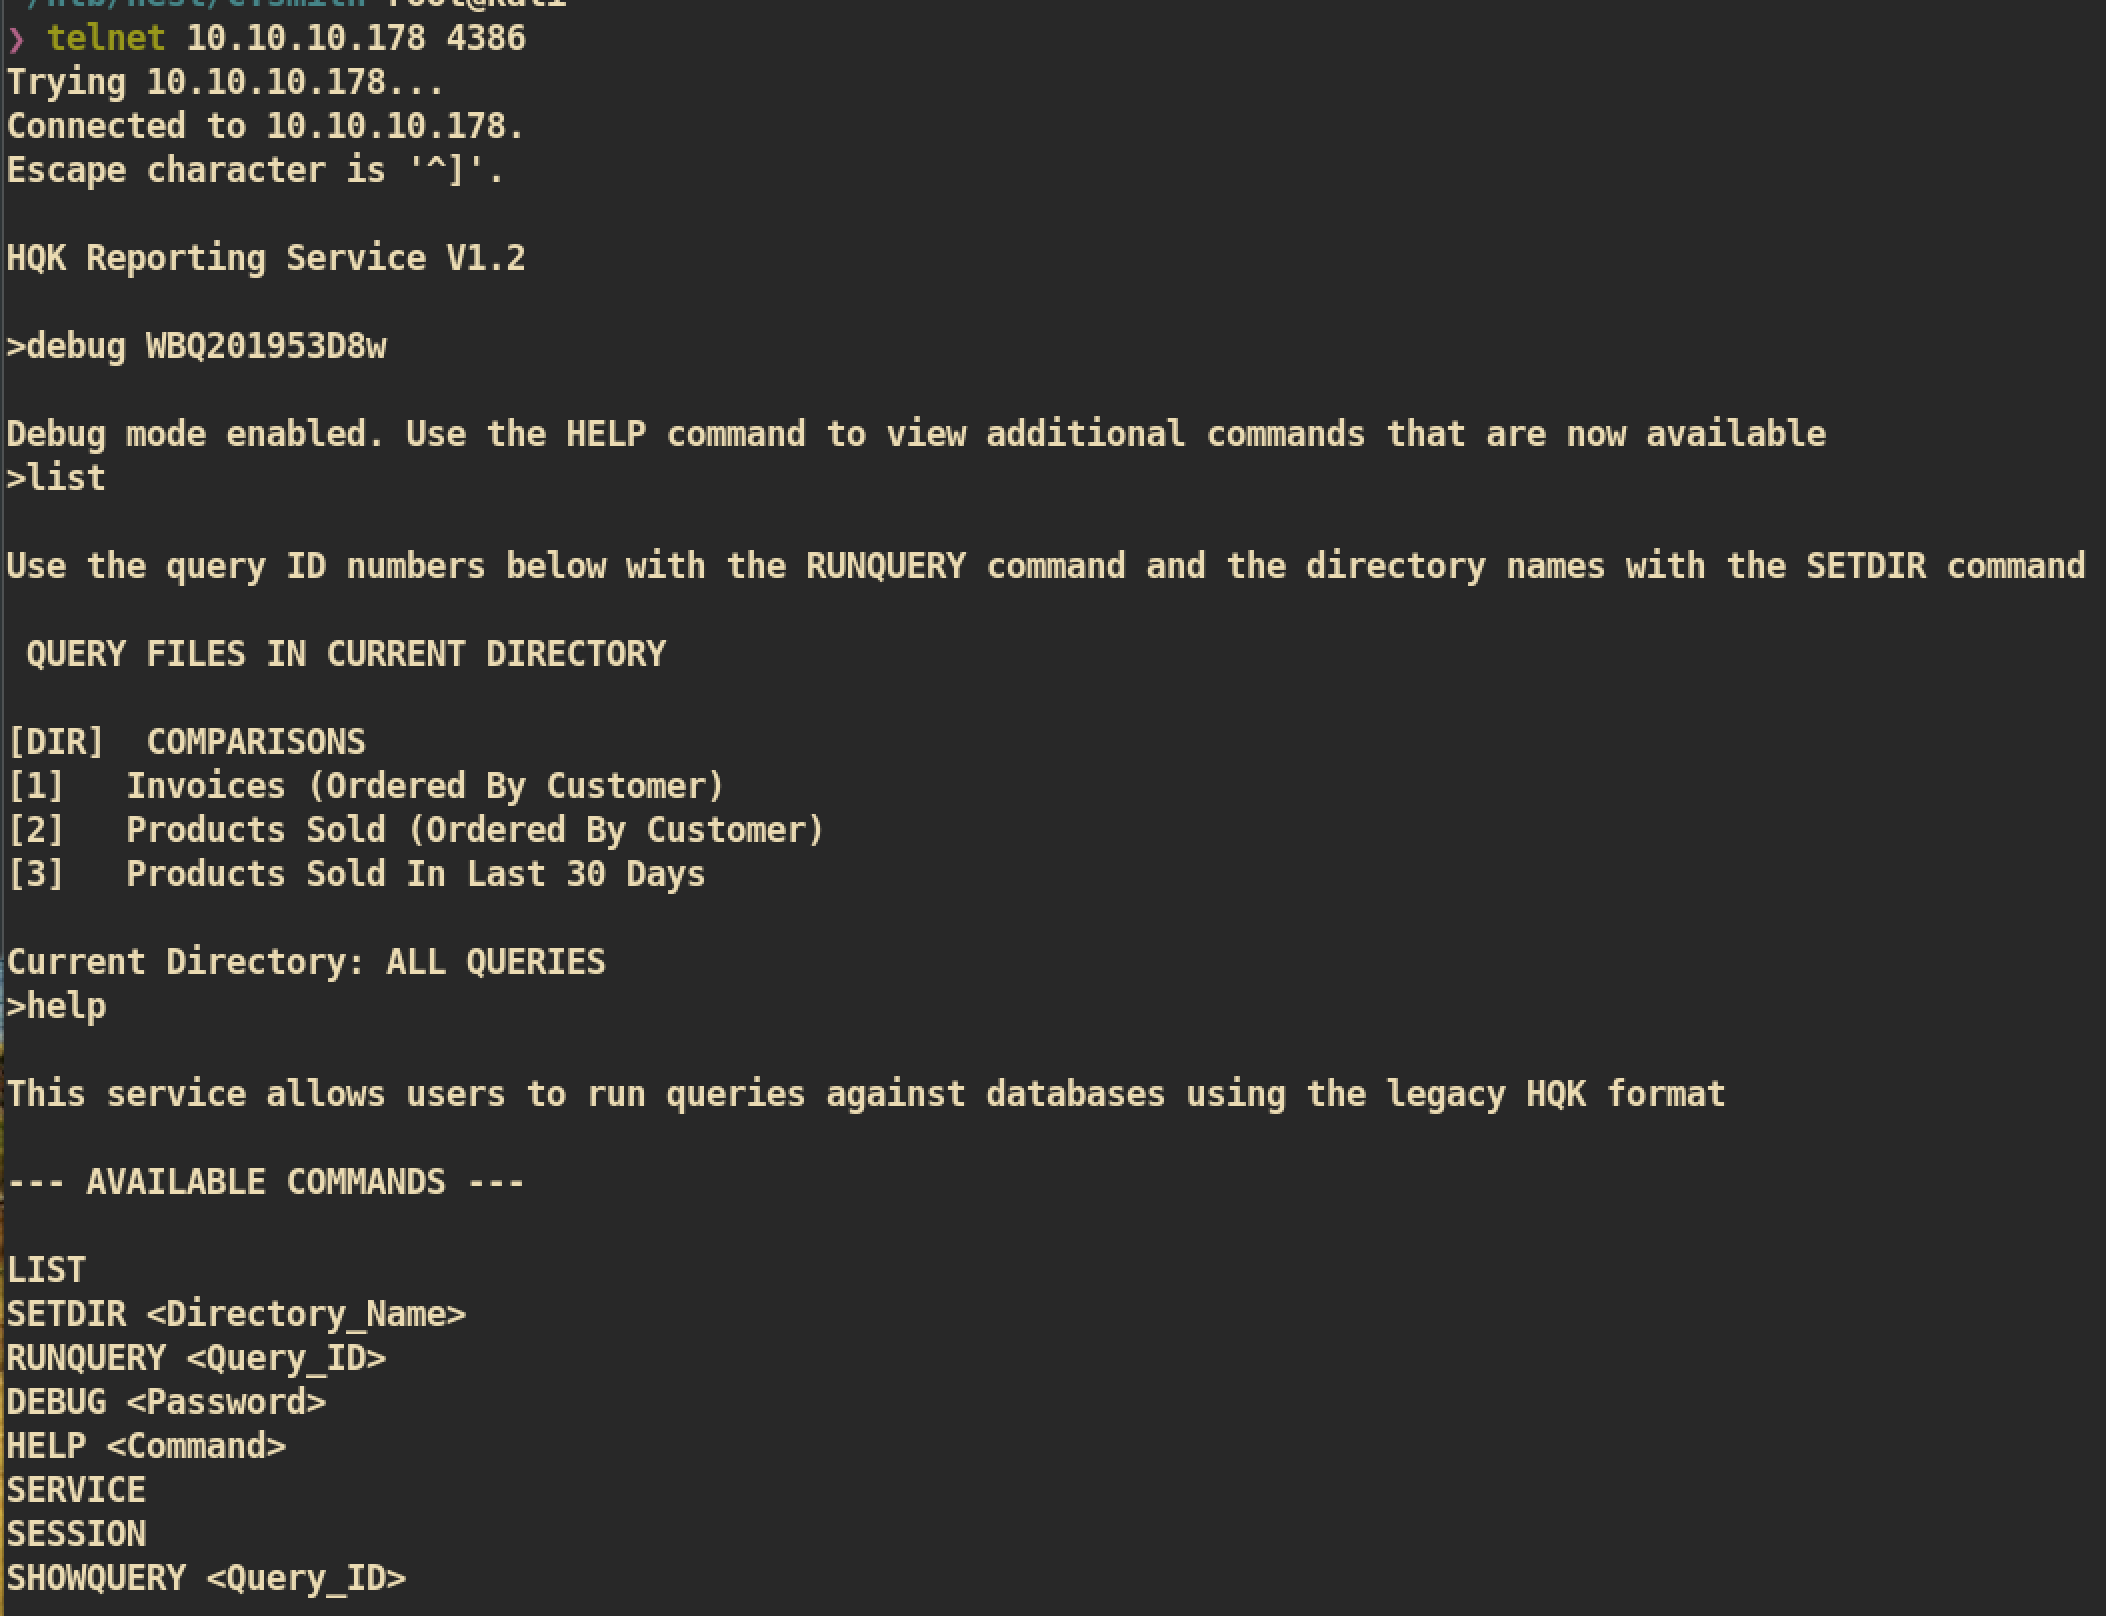 ~/htb/nest/c.smith root@kali
❯ telnet 10.10.10.178 4386
Trying 10.10.10.178...
Connected to 10.10.10.178.
Escape character is '^]'.
HQK Reporting Service V1.2
>debug WBQ201953D8w
Debug mode enabled. Use the HELP command to view additional commands that are now available
>list
Use the query ID numbers below with the RUNQUERY command and the directory names with the SETDIR command
QUERY FILES IN CURRENT DIRECTORY
[DIR]  COMPARISONS
[1]   Invoices (Ordered By Customer)
[2]   Products Sold (Ordered By Customer)
[3]   Products Sold In Last 30 Days
Current Directory: ALL QUERIES
>help
This service allows users to run queries against databases using the legacy HQK format
--- AVAILABLE COMMANDS ---
LIST
SETDIR <Directory_Name>
RUNQUERY <Query_ID>
DEBUG <Password>
HELP <Command>
SERVICE
SESSION
SHOWQUERY <Query_ID>